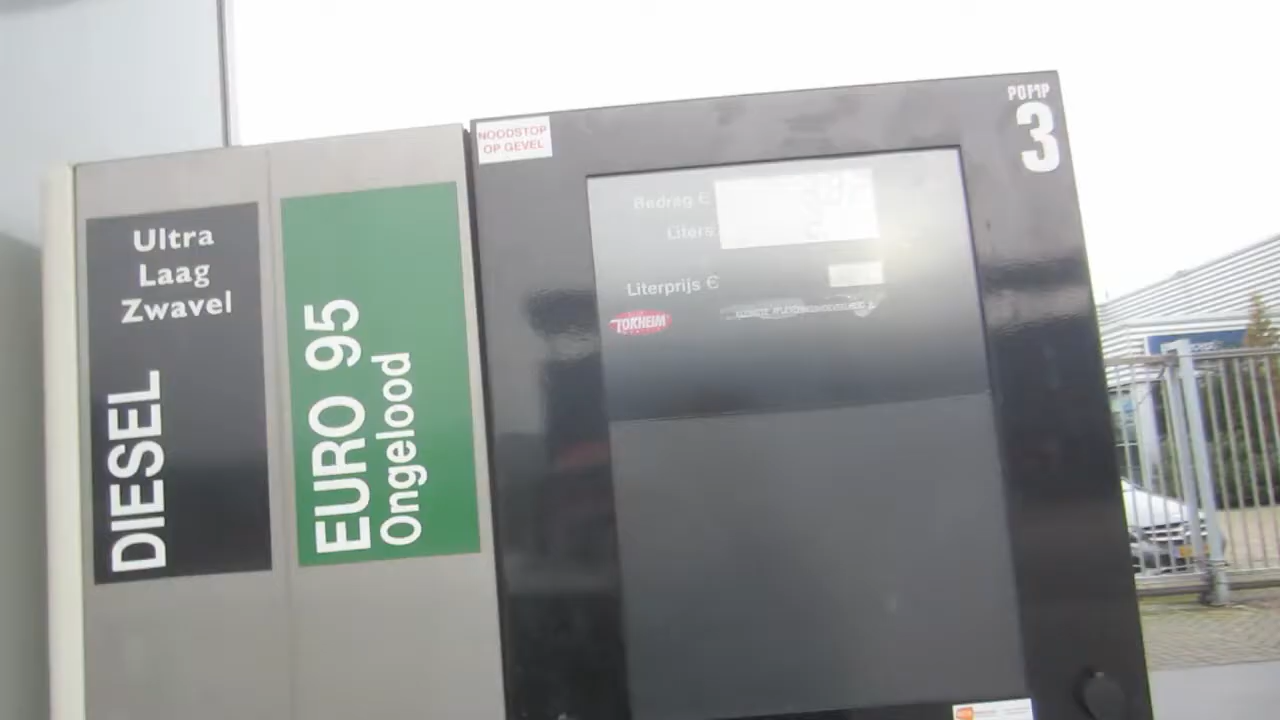 NOODSTOP
OP GEVEL
POMP
3
Ultra
Laag
Zwavel
DIESEL
EURO 95
Ongelood
Bedrag €
Liters
Literprijs €
TOKHEIM